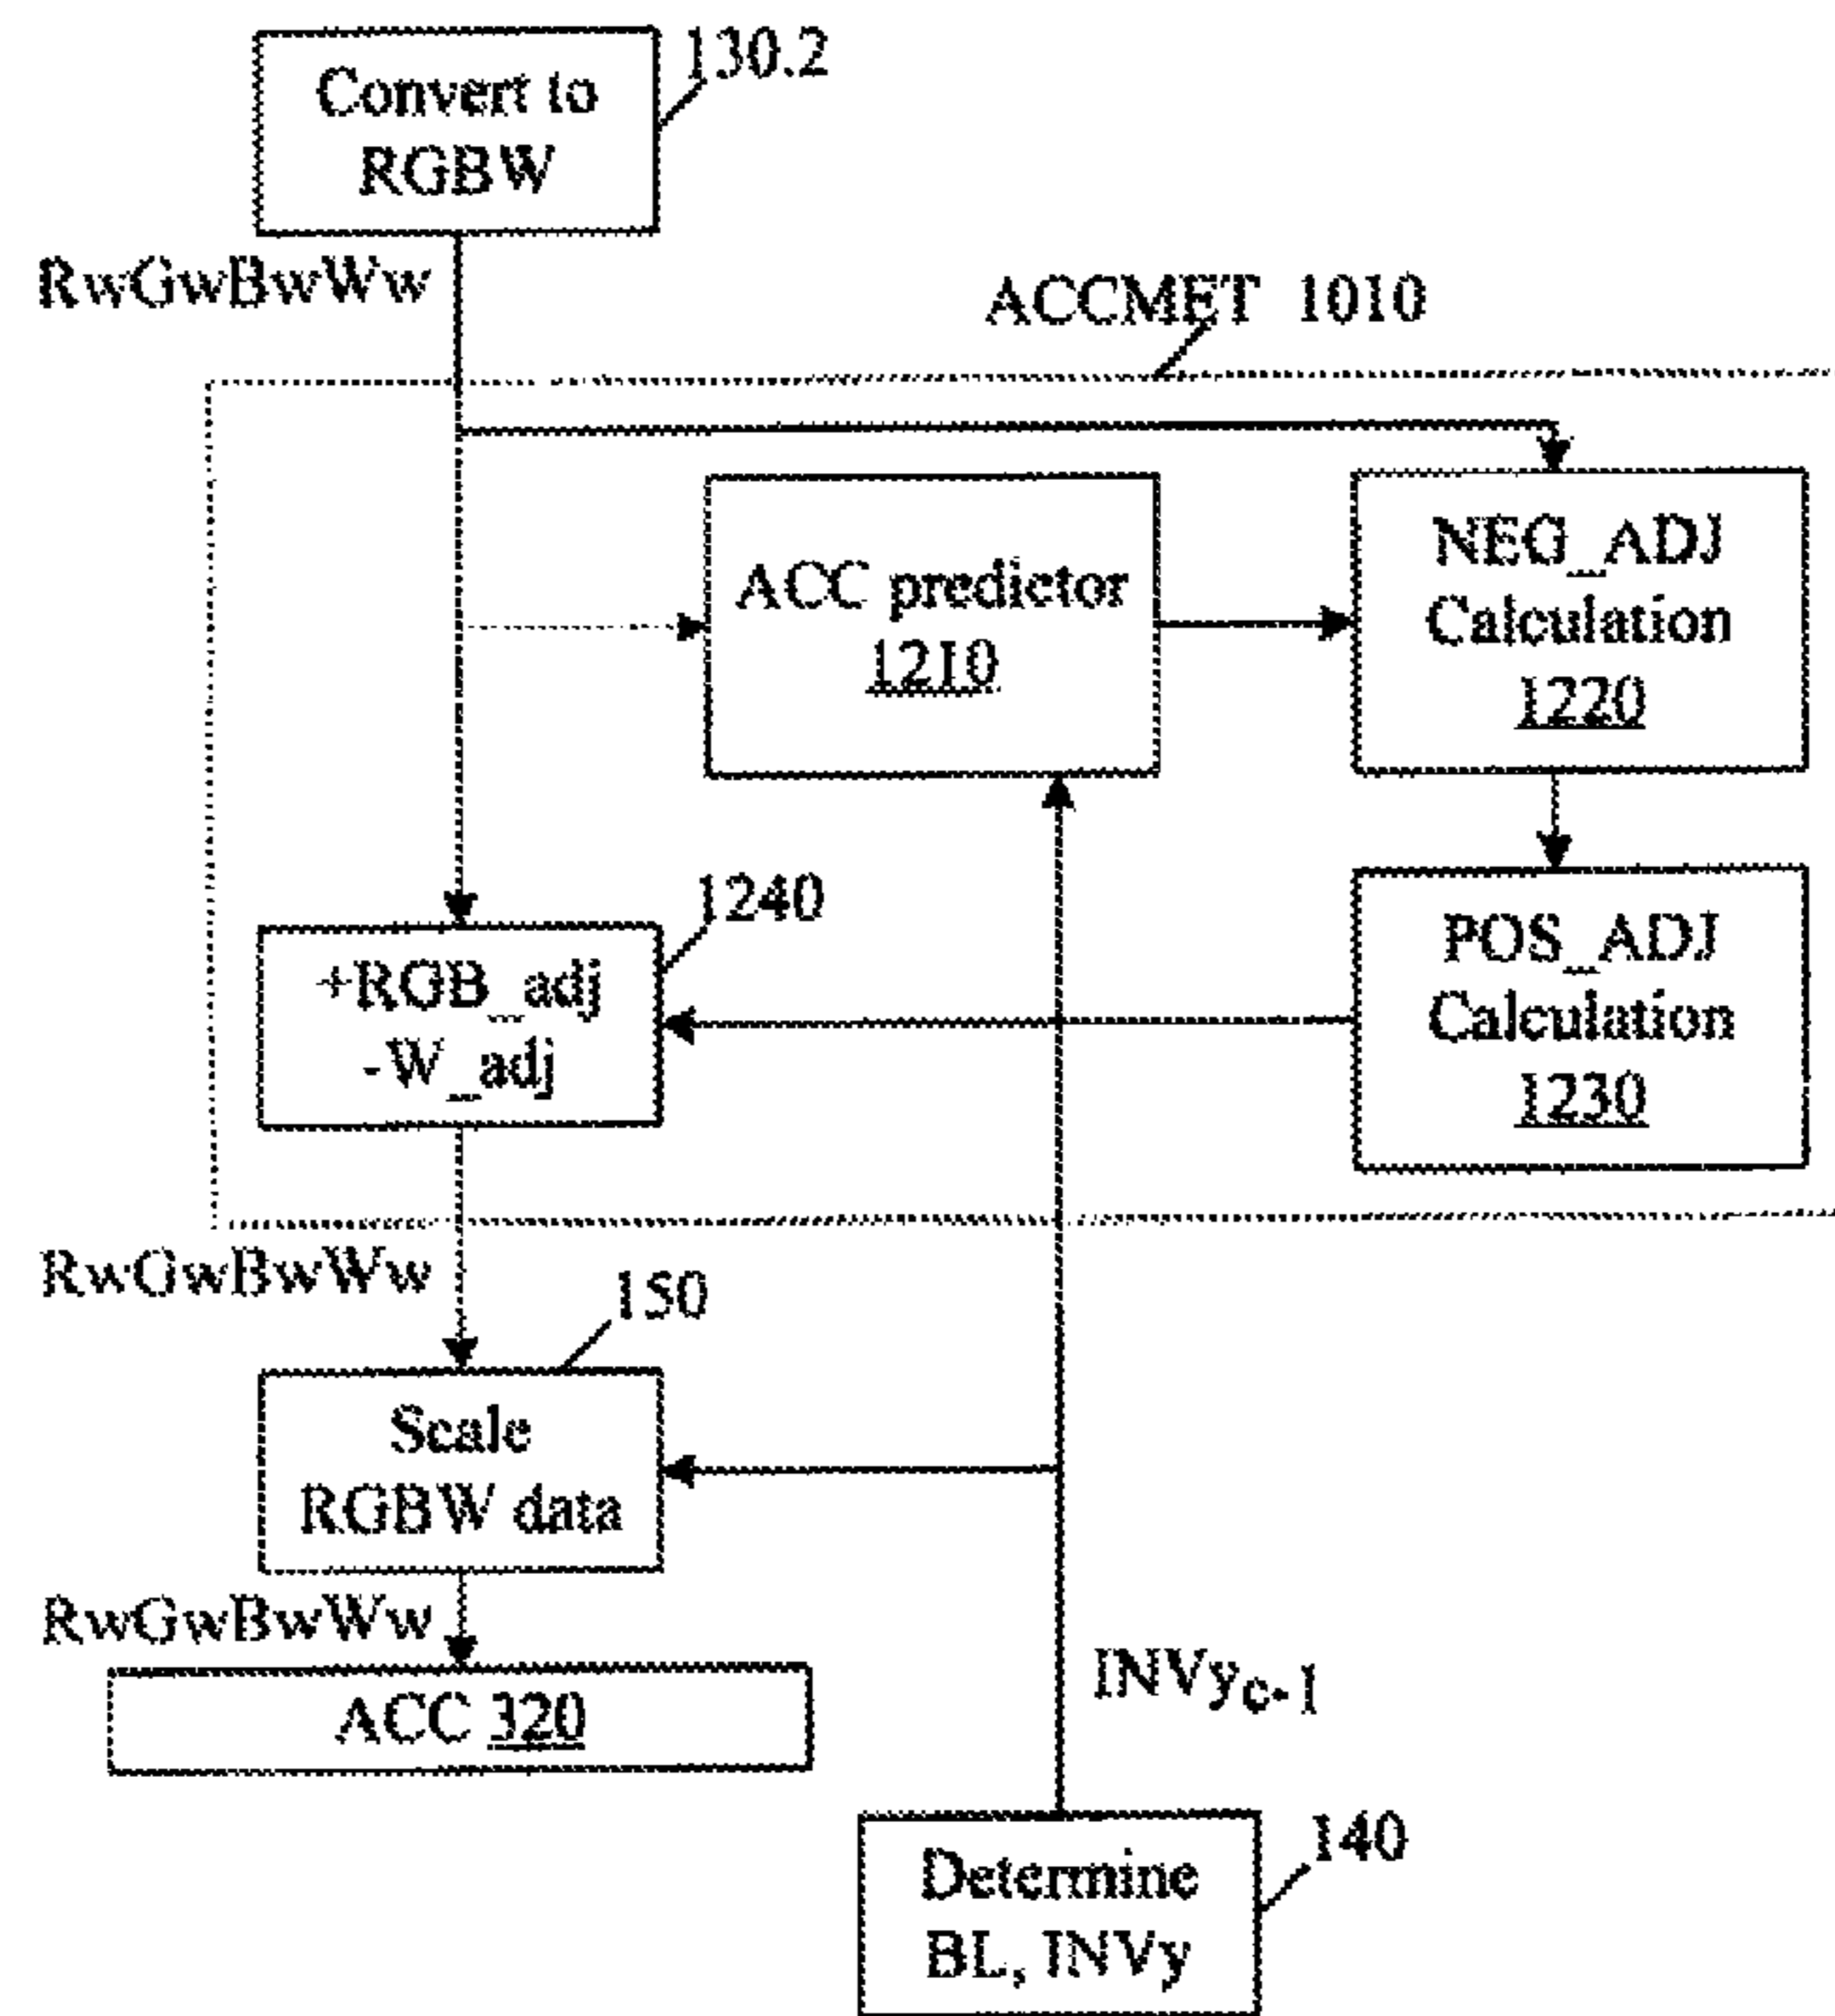 Convert to
RGBW
130.2
RwGwBwWw
ACCMET 1010
ACC predictor
1210
NEG_ADJ
Calculation
1220
1240
+RGB_adj
-W_adj
POS_ADJ
Calculation
1230
RwGwBwWw
150
Scale
RGBW data
RwGwBwWw
ACC 320
INVyc-1
140
Determine
BL, INVy